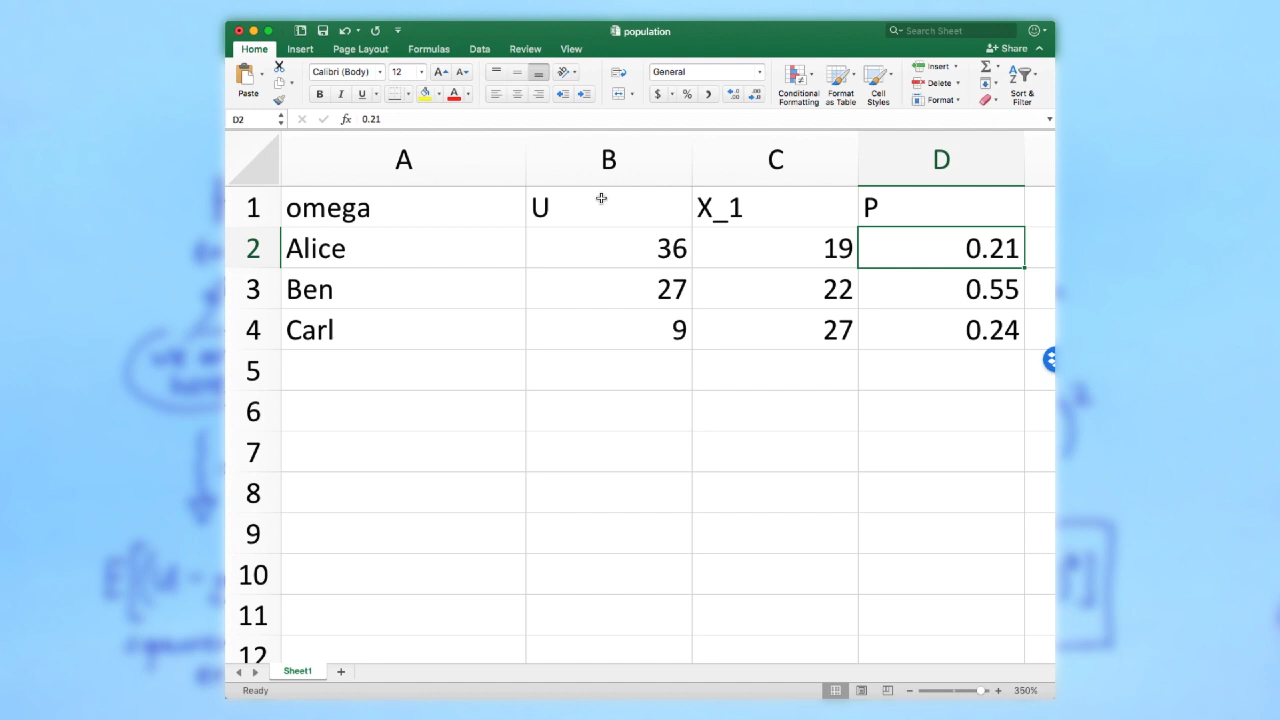 population
Search Sheet
Home Insert Page Layout Formulas Data Review View Share
Paste Calibri (Body) 12 A A General Conditional Formatting Format as Table Cell Styles Insert Delete Format Sort & Filter
B I U A $ %
D2 fx 0.21
A B C D
1 omega U X_1 P
2 Alice 36 19 0.21
3 Ben 27 22 0.55
4 Carl 9 27 0.24
5
6
7
8
9
10
11
12
Sheet1
Ready 350%